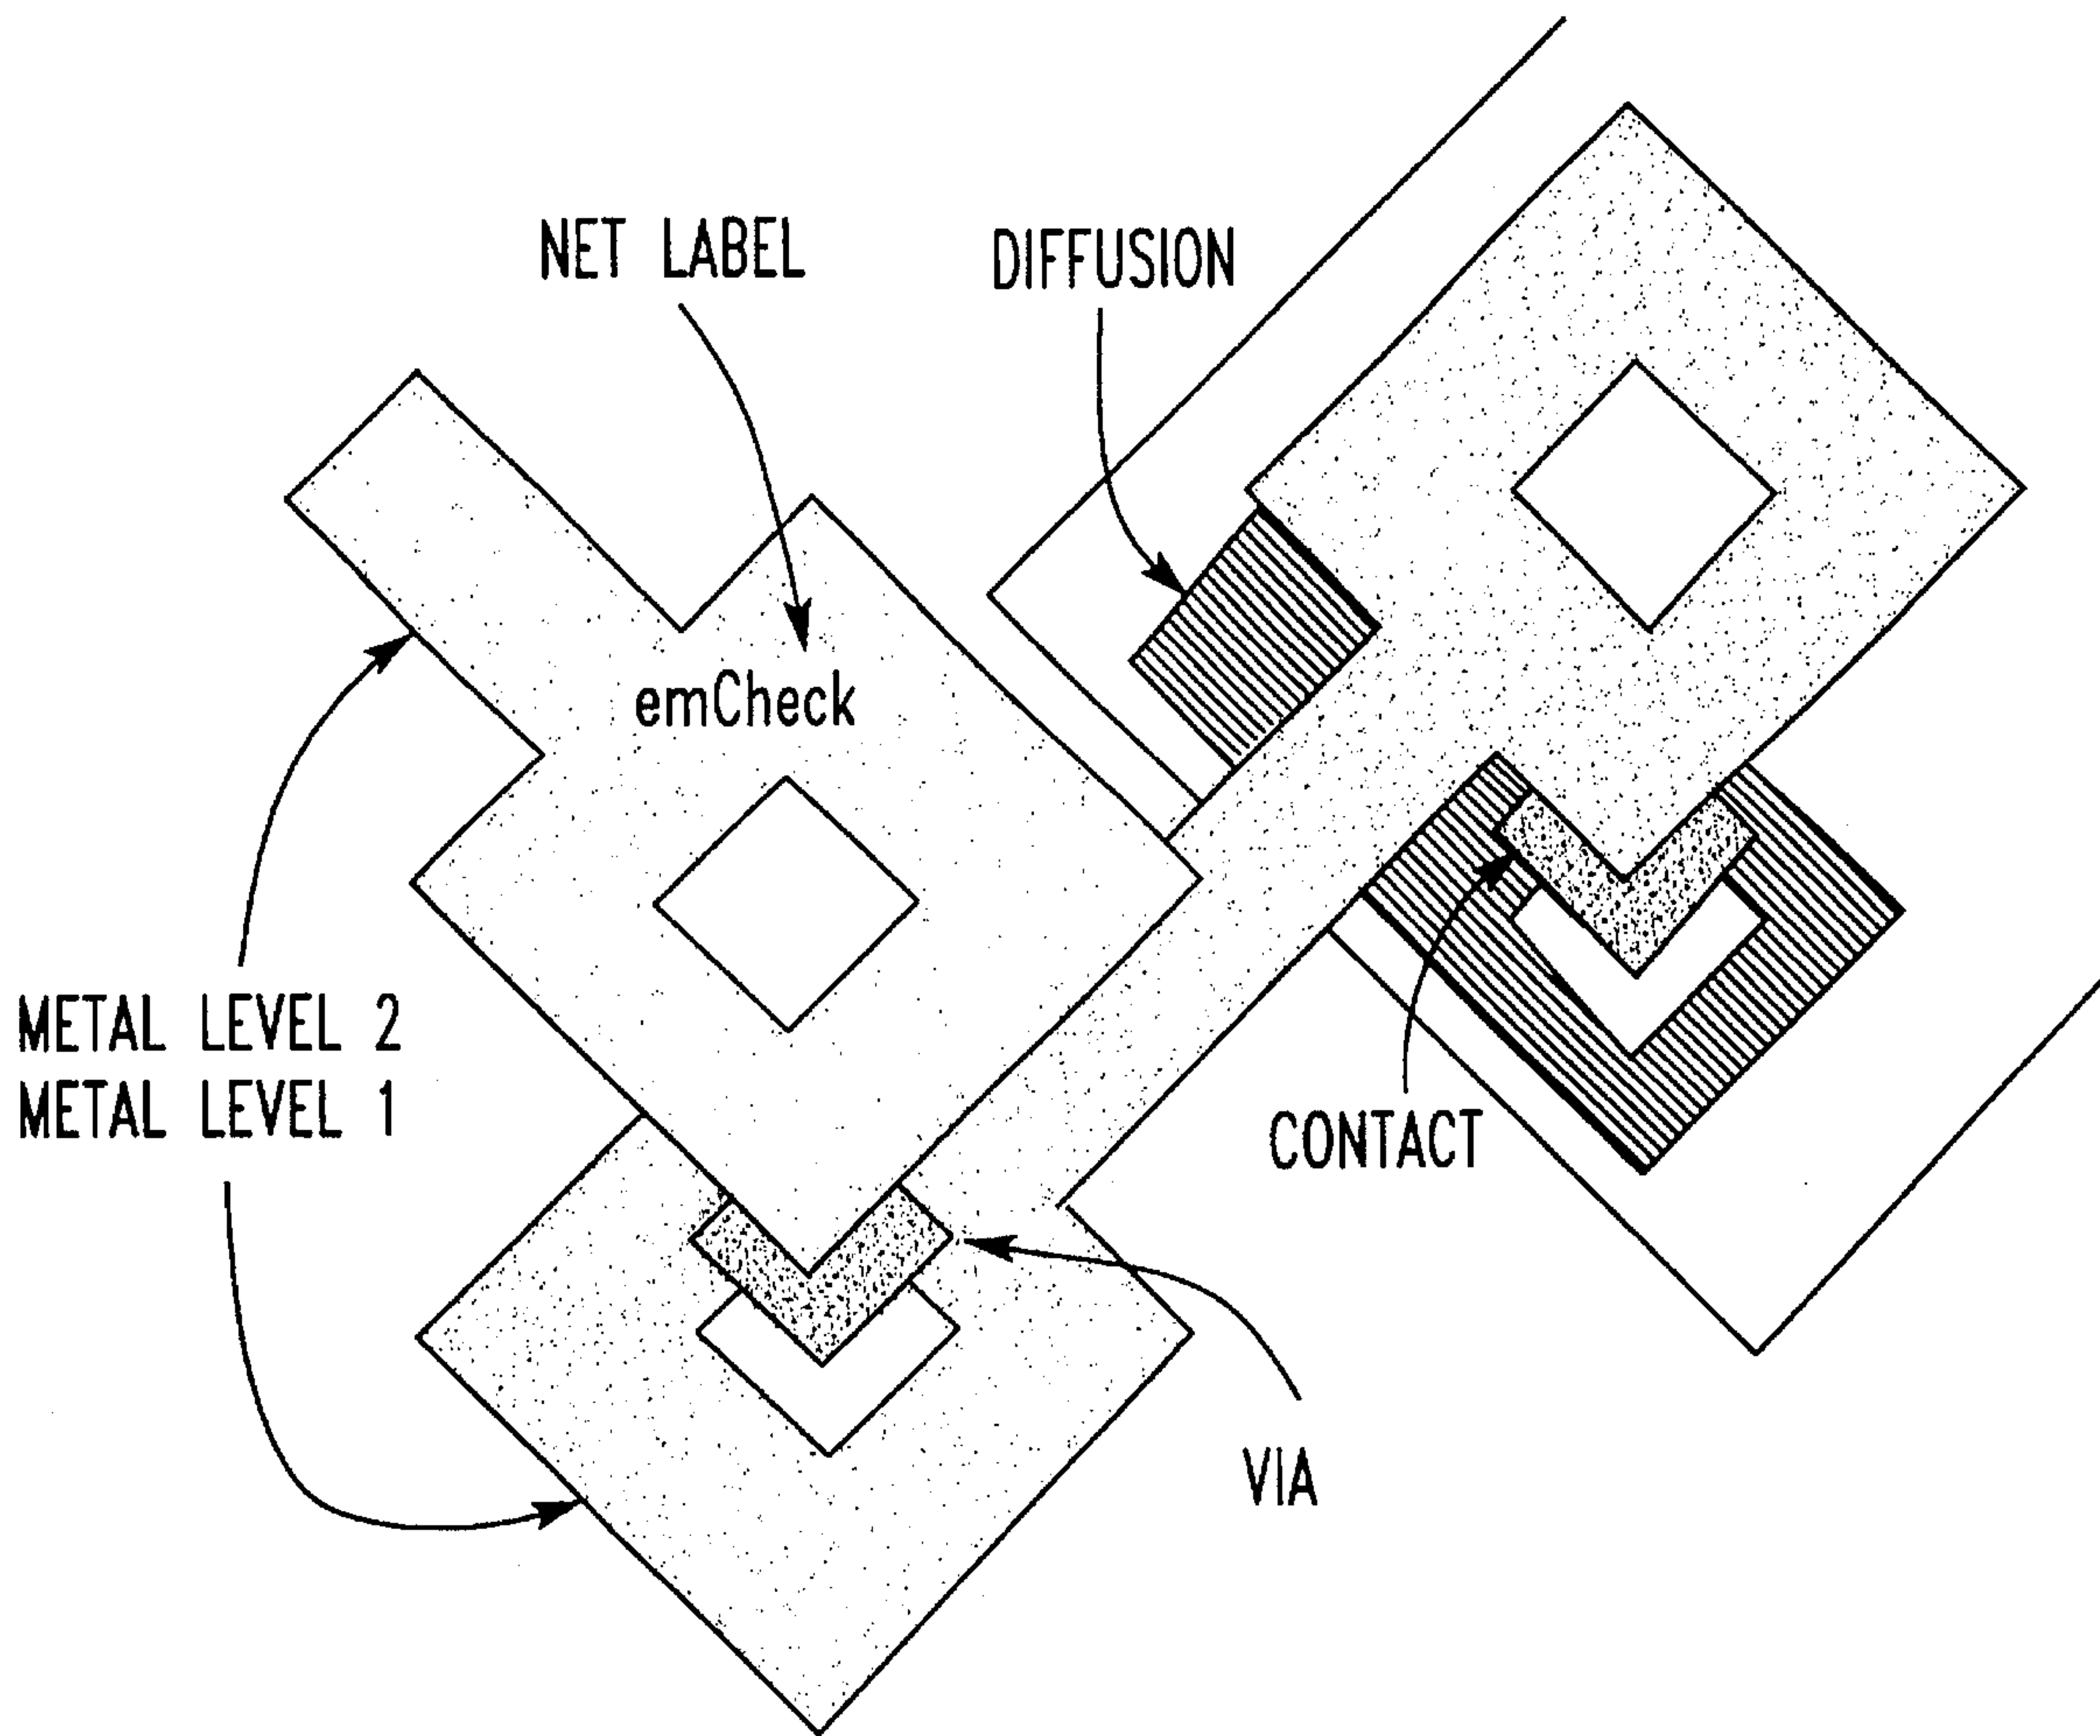 NET LABEL
DIFFUSION
emCheck
METAL LEVEL 2
METAL LEVEL 1
CONTACT
VIA